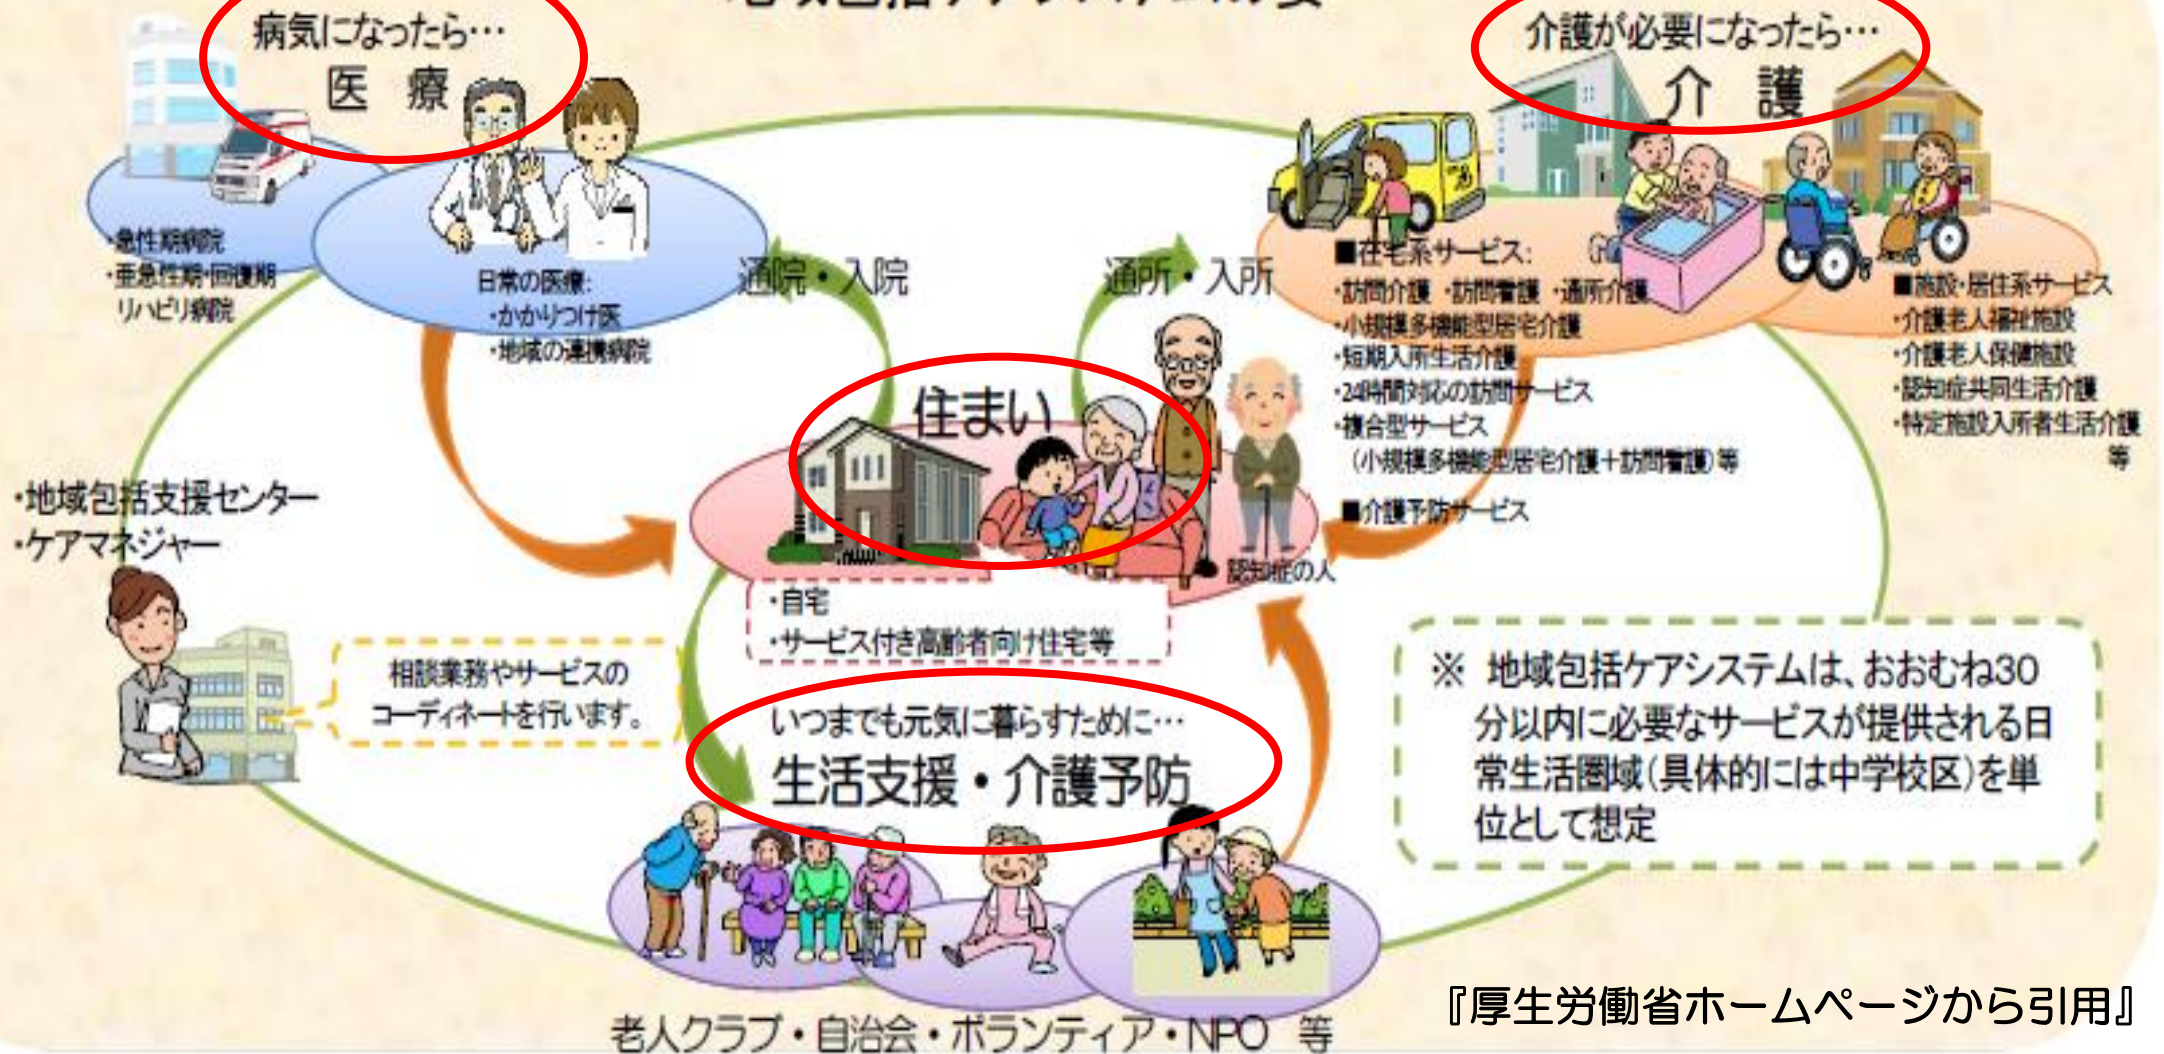 病気になったら…
医 療
介護が必要になったら…
介 護
・急性期病院
・亜急性期・回復期
リハビリ病院
日常の医療:
・かかりつけ医
・地域の連携病院
通院・入院
通所・入所
■在宅系サービス:
・訪問介護 ・訪問看護 ・通所介護
・小規模多機能型居宅介護
・短期入所生活介護
・24時間対応の訪問サービス
・複合型サービス
(小規模多機能型居宅介護+訪問看護)等
■介護予防サービス
■施設・居住系サービス
・介護老人福祉施設
・介護老人保健施設
・認知症共同生活介護
・特定施設入所者生活介護
等
住まい
認知症の人
・自宅
・サービス付き高齢者向け住宅等
・地域包括支援センター
・ケアマネジャー
相談業務やサービスの
コーディネートを行います。
いつまでも元気に暮らすために…
生活支援・介護予防
※ 地域包括ケアシステムは、おおむね30
分以内に必要なサービスが提供される日
常生活圏域(具体的には中学校区)を単
位として想定
老人クラブ・自治会・ボランティア・NPO 等
『厚生労働省ホームページから引用』